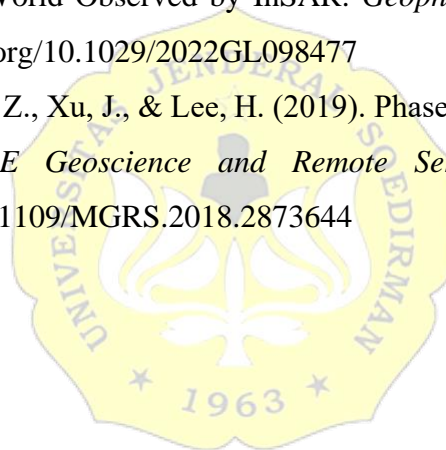 World Observed by InSAR. Geoph
org/10.1029/2022GL098477
Z., Xu, J., & Lee, H. (2019). Phase
E Geoscience and Remote Se
1109/MGRS.2018.2873644
UNIVERSITAS JENDERAL SOEDIRMAN
★ 1963 ★